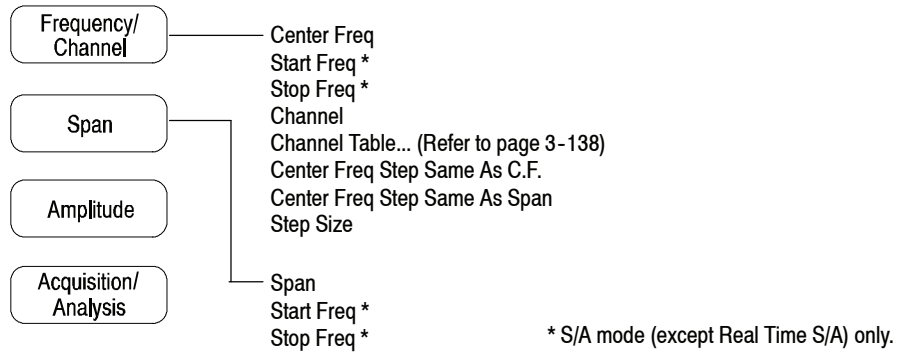 Frequency/
Channel
Center Freq
Start Freq *
Stop Freq *
Channel
Channel Table... (Refer to page 3-138)
Center Freq Step Same As C.F.
Center Freq Step Same As Span
Step Size
Span
Amplitude
Acquisition/
Analysis
Span
Start Freq *
Stop Freq *
* S/A mode (except Real Time S/A) only.